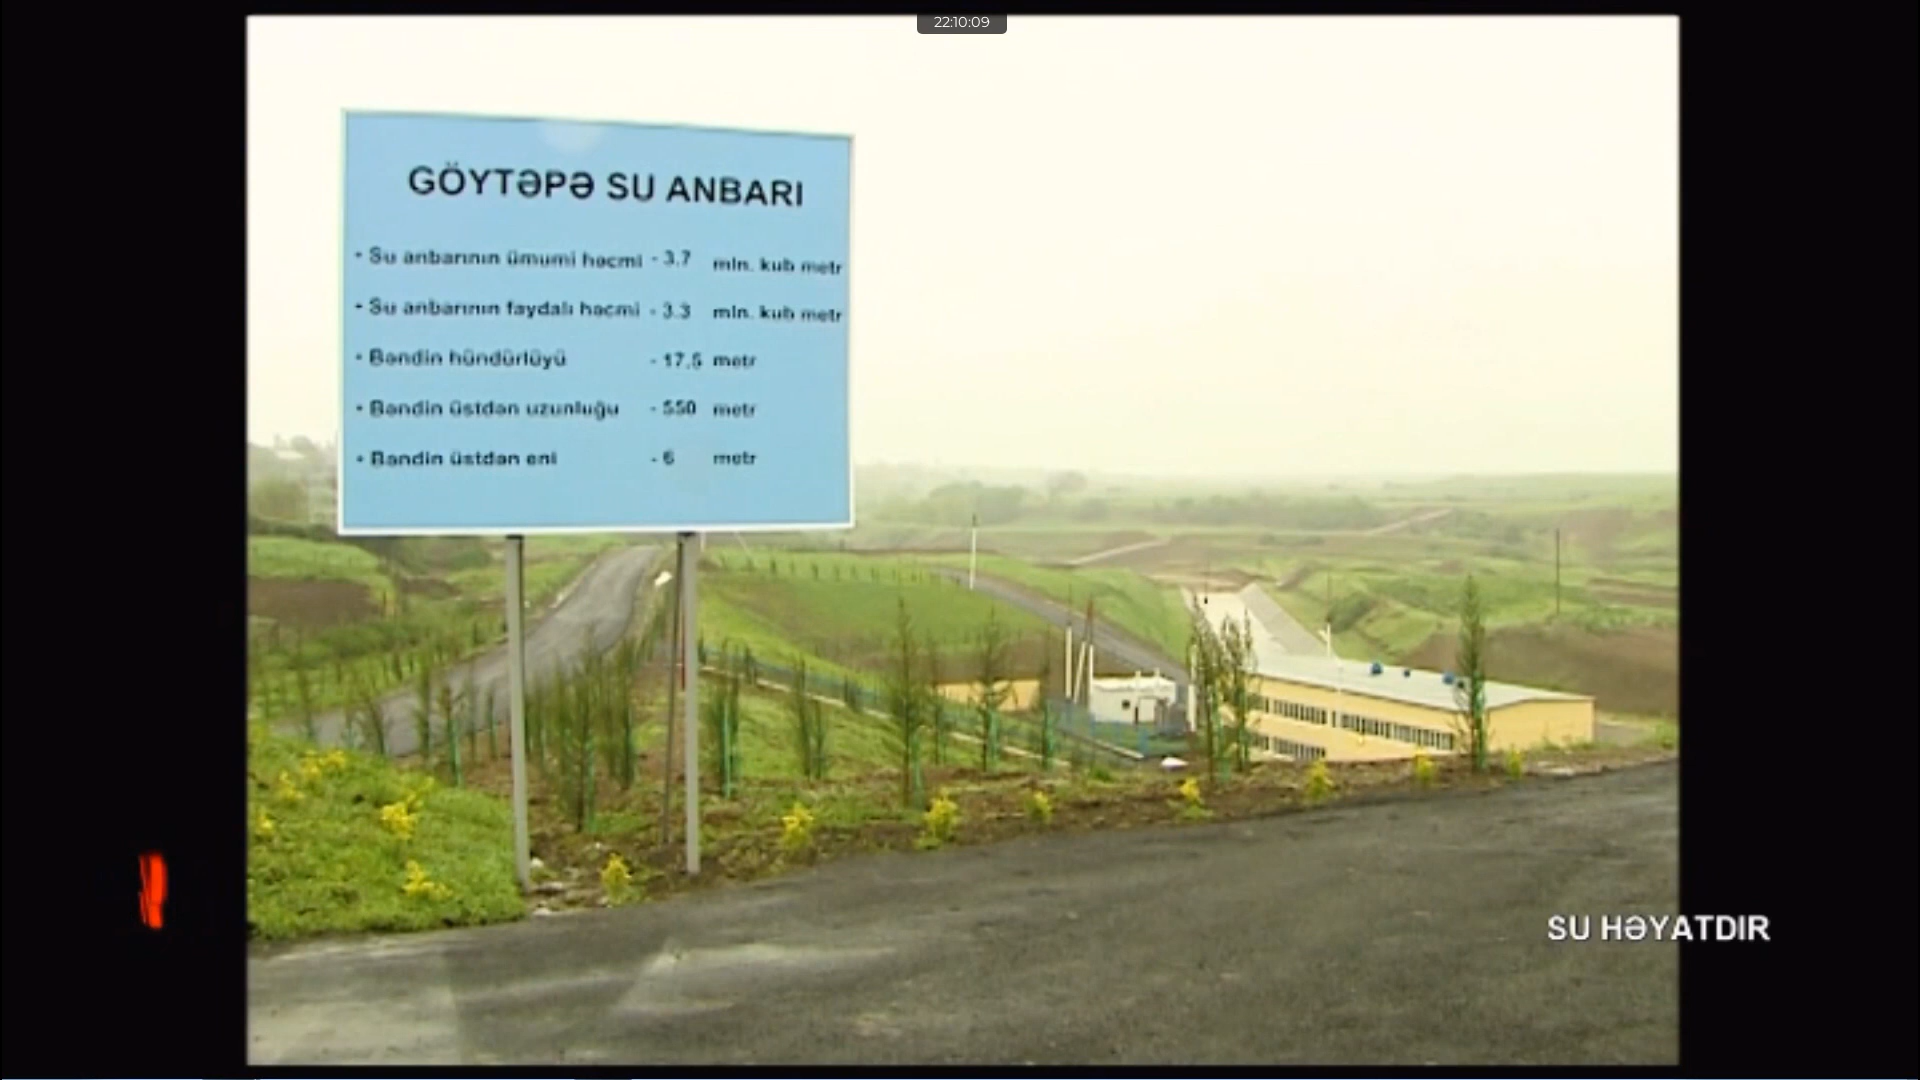 22:10:09
GÖYTƏPƏ SU ANBARI
• Su anbarının ümumi həcmi - 3.7 mln. kub metr
• Su anbarının faydalı həcmi - 3.3 mln. kub metr
• Bəndin hündürlüyü - 17,5 metr
• Bəndin üstdən uzunluğu - 550 metr
• Bəndin üstdən eni - 6 metr
SU HƏYATDIR